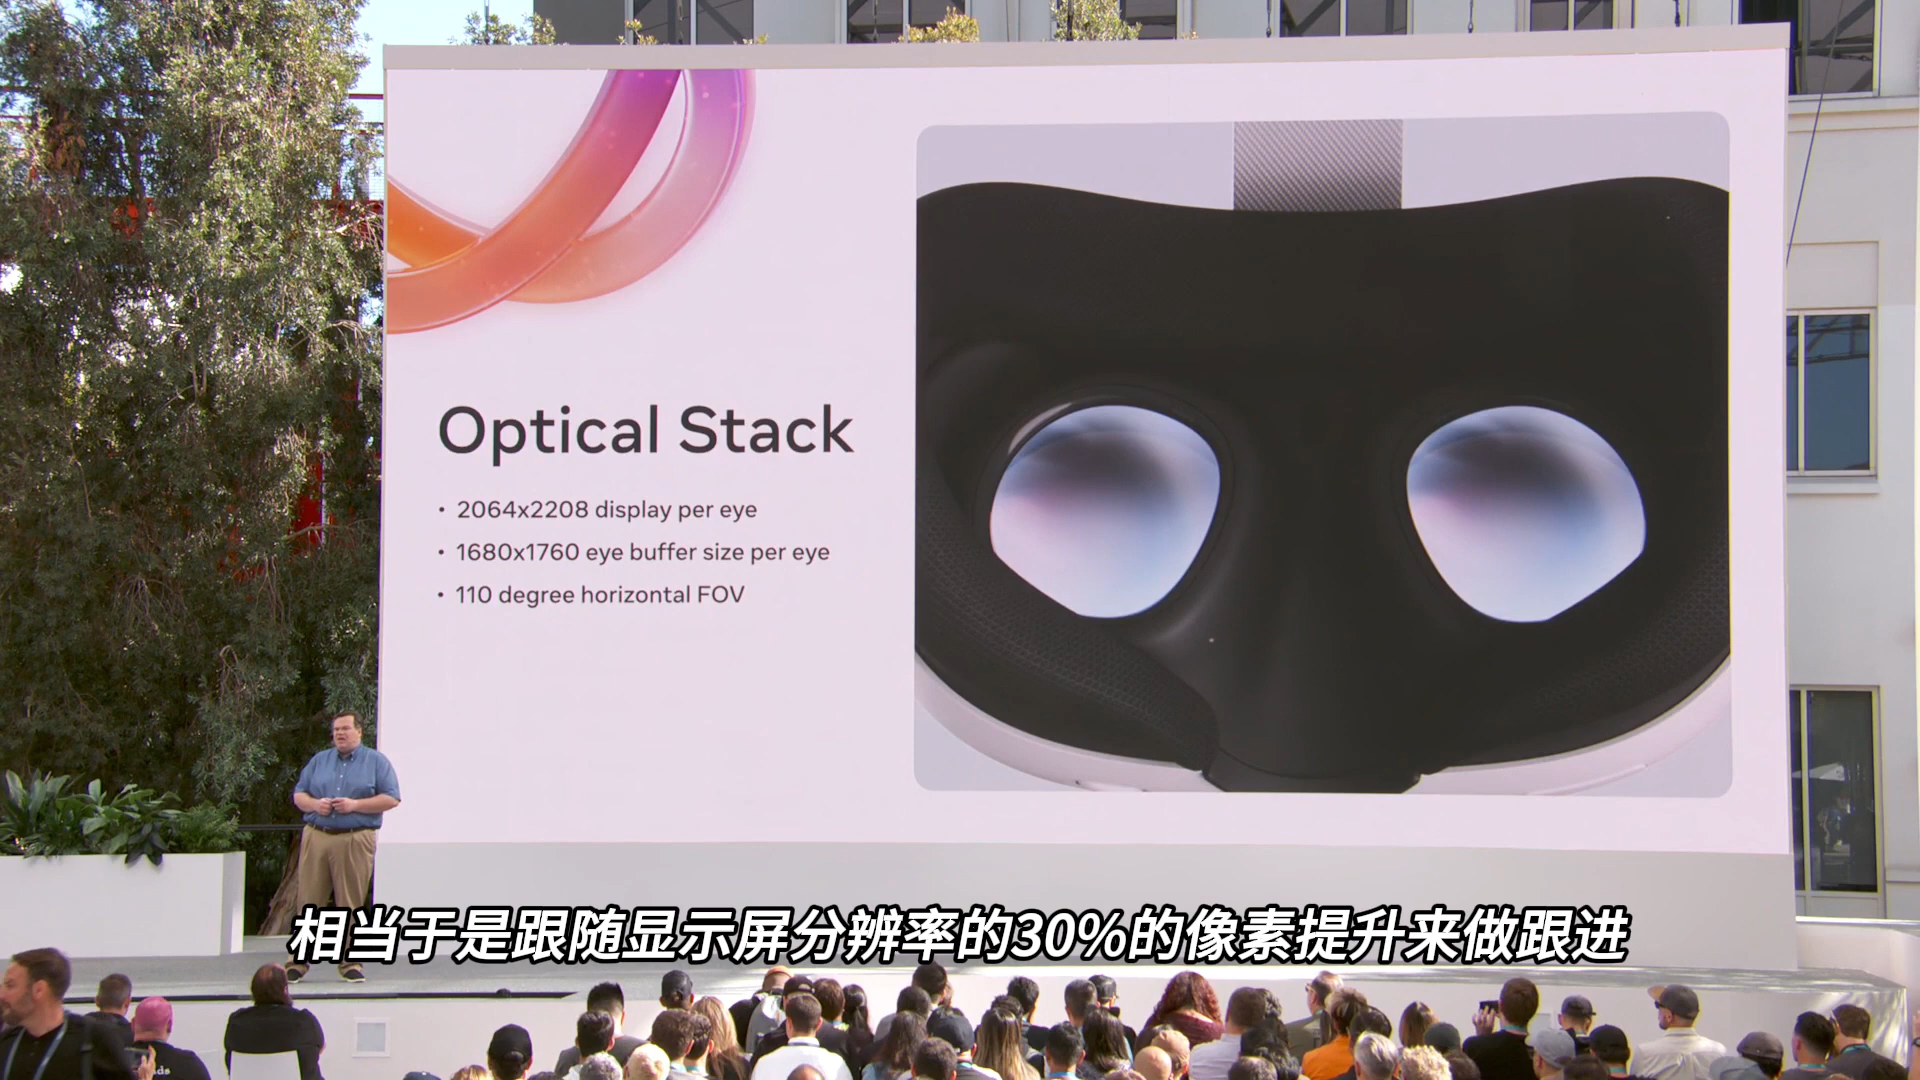 Optical Stack
• 2064x2208 display per eye
• 1680x1760 eye buffer size per eye
• 110 degree horizontal FOV
相当于是跟随显示屏分辨率的30%的像素提升来做跟进